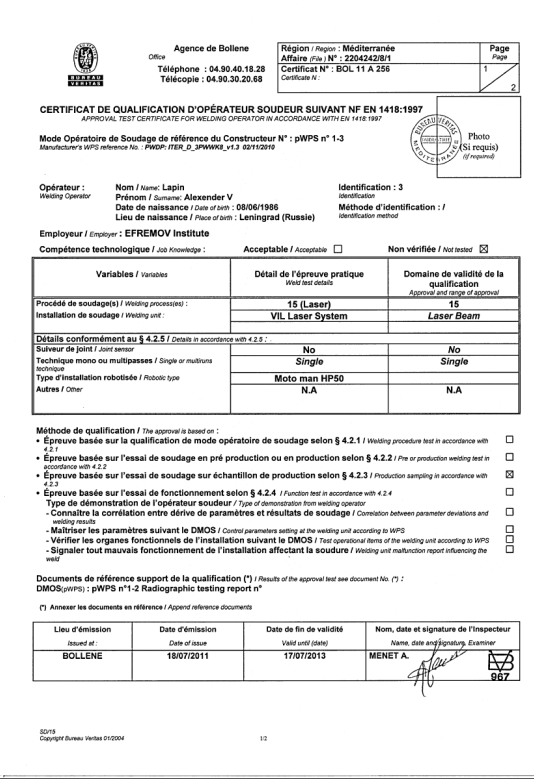 BUREAU
VERITAS
Agence de Bollene
Office
Téléphone : 04.90.40.18.28
Télécopie : 04.90.30.20.68
Région / Region : Méditerranée
Affaire (File ) N° : 2204242/8/1
Certificat N° : BOL 11 A 256
Certificate N :
Page
Page
1
2
CERTIFICAT DE QUALIFICATION D'OPÉRATEUR SOUDEUR SUIVANT NF EN 1418:1997
APPROVAL TEST CERTIFICATE FOR WELDING OPERATOR IN ACCORDANCE WITH EN 1418:1997
Mode Opératoire de Soudage de référence du Constructeur N° : pWPS n° 1-3
Manufacturer's WPS reference No. : PWDP: ITER_D_3PWWK8_v1.3 02/11/2010
BUREAU VERITAS
MEDITERRANEE
Photo
(Si requis)
(if required)
Opérateur :
Welding Operator
Nom / Name: Lapin
Prénom / Surname: Alexender V
Date de naissance / Date of birth : 08/06/1986
Lieu de naissance / Place of birth : Leningrad (Russie)
Identification : 3
Identification
Méthode d'identification : /
Identification method
Employeur / Employer : EFREMOV Institute
Compétence technologique / Job Knowledge :
Acceptable / Acceptable
Non vérifiée / Not tested
Variables / Variables
Détail de l'épreuve pratique
Weld test details
Domaine de validité de la
qualification
Approval and range of approval
Procédé de soudage(s) / Welding process(es) :
15 (Laser)
15
Installation de soudage / Welding unit :
VIL Laser System
Laser Beam
Détails conformément au § 4.2.5 / Details in accordance with 4.2.5 :
Suiveur de joint / Joint sensor
No
No
Technique mono ou multipasses / Single or multiruns
technique
Single
Single
Type d'installation robotisée / Robotic type
Moto man HP50
Autres / Other
N.A
N.A
Méthode de qualification / The approval is based on :
• Épreuve basée sur la qualification de mode opératoire de soudage selon § 4.2.1 / Welding procedure test in accordance with
4.2.1
• Épreuve basée sur l'essai de soudage en pré production ou en production selon § 4.2.2 / Pre or production welding test in
accordance with 4.2.2
• Épreuve basée sur l'essai de soudage sur échantillon de production selon § 4.2.3 / Production sampling in accordance with
4.2.3
• Épreuve basée sur l'essai de fonctionnement selon § 4.2.4 / Function test in accordance with 4.2.4
Type de démonstration de l'opérateur soudeur / Type of demonstration from welding operator
- Connaître la corrélation entre dérive de paramètres et résultats de soudage / Correlation between parameter deviations and
welding results
- Maîtriser les paramètres suivant le DMOS / Control parameters setting at the welding unit according to WPS
- Vérifier les organes fonctionnels de l'installation suivant le DMOS / Test operational items of the welding unit according to WPS
- Signaler tout mauvais fonctionnement de l'installation affectant la soudure / Welding unit malfunction report influencing the
weld
Documents de référence support de la qualification (*) / Results of the approval test see document No. (*) :
DMOS(pWPS) : pWPS n°1-2 Radiographic testing report n°
(*) Annexer les documents en référence / Append reference documents
Lieu d'émission
Issued at :
Date d'émission
Date of issue
Date de fin de validité
Valid until (date)
Nom, date et signature de l'Inspecteur
Name, date and signature, Examiner
BOLLENE
18/07/2011
17/07/2013
MENET A.
967
SD/15
Copyright Bureau Veritas 01/2004
1/2